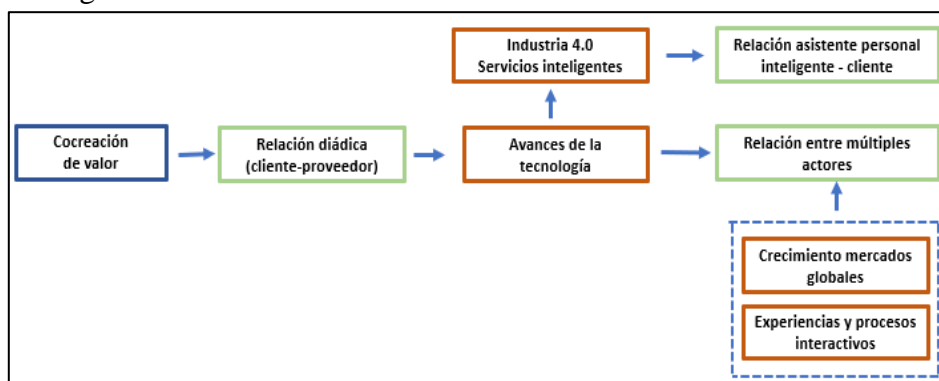 Industria 4.0
Servicios inteligentes
Relación asistente personal
inteligente - cliente
Cocreación
de valor
Relación diádica
(cliente-proveedor)
Avances de la
tecnología
Relación entre múltiples
actores
Crecimiento mercados
globales
Experiencias y procesos
interactivos